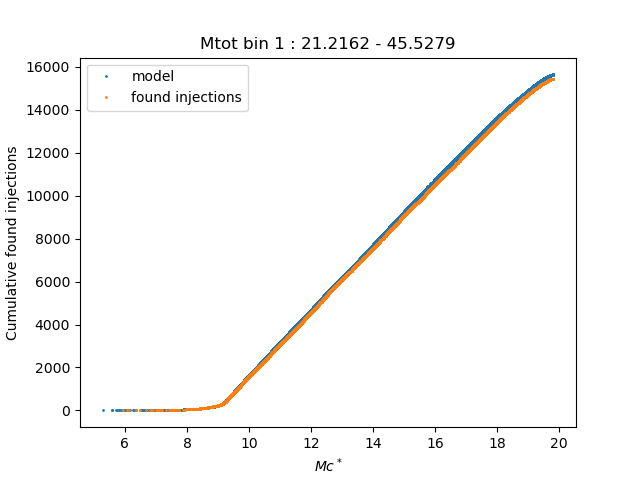 Mtot bin 1 : 21.2162 - 45.5279
model
found injections
Cumulative found injections
16000
14000
12000
10000
8000
6000
4000
2000
0
6 8 10 12 14 16 18 20
Mc*